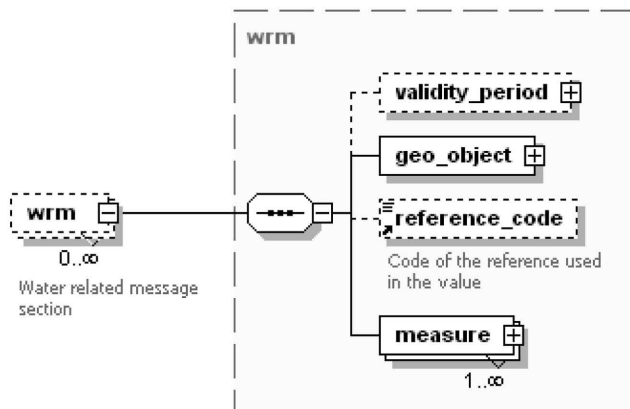 wrm
validity_period
geo_object
wrm
reference_code
0..∞
Code of the reference used
in the value
Water related message
section
measure
1..∞